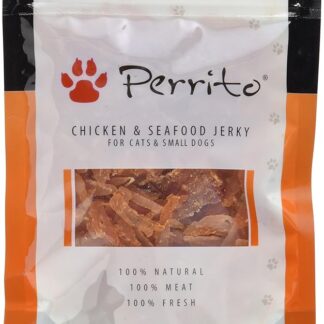 Perrito®
CHICKEN & SEAFOOD JERKY
FOR CATS & SMALL DOGS
100% NATURAL
100% MEAT
100% FRESH